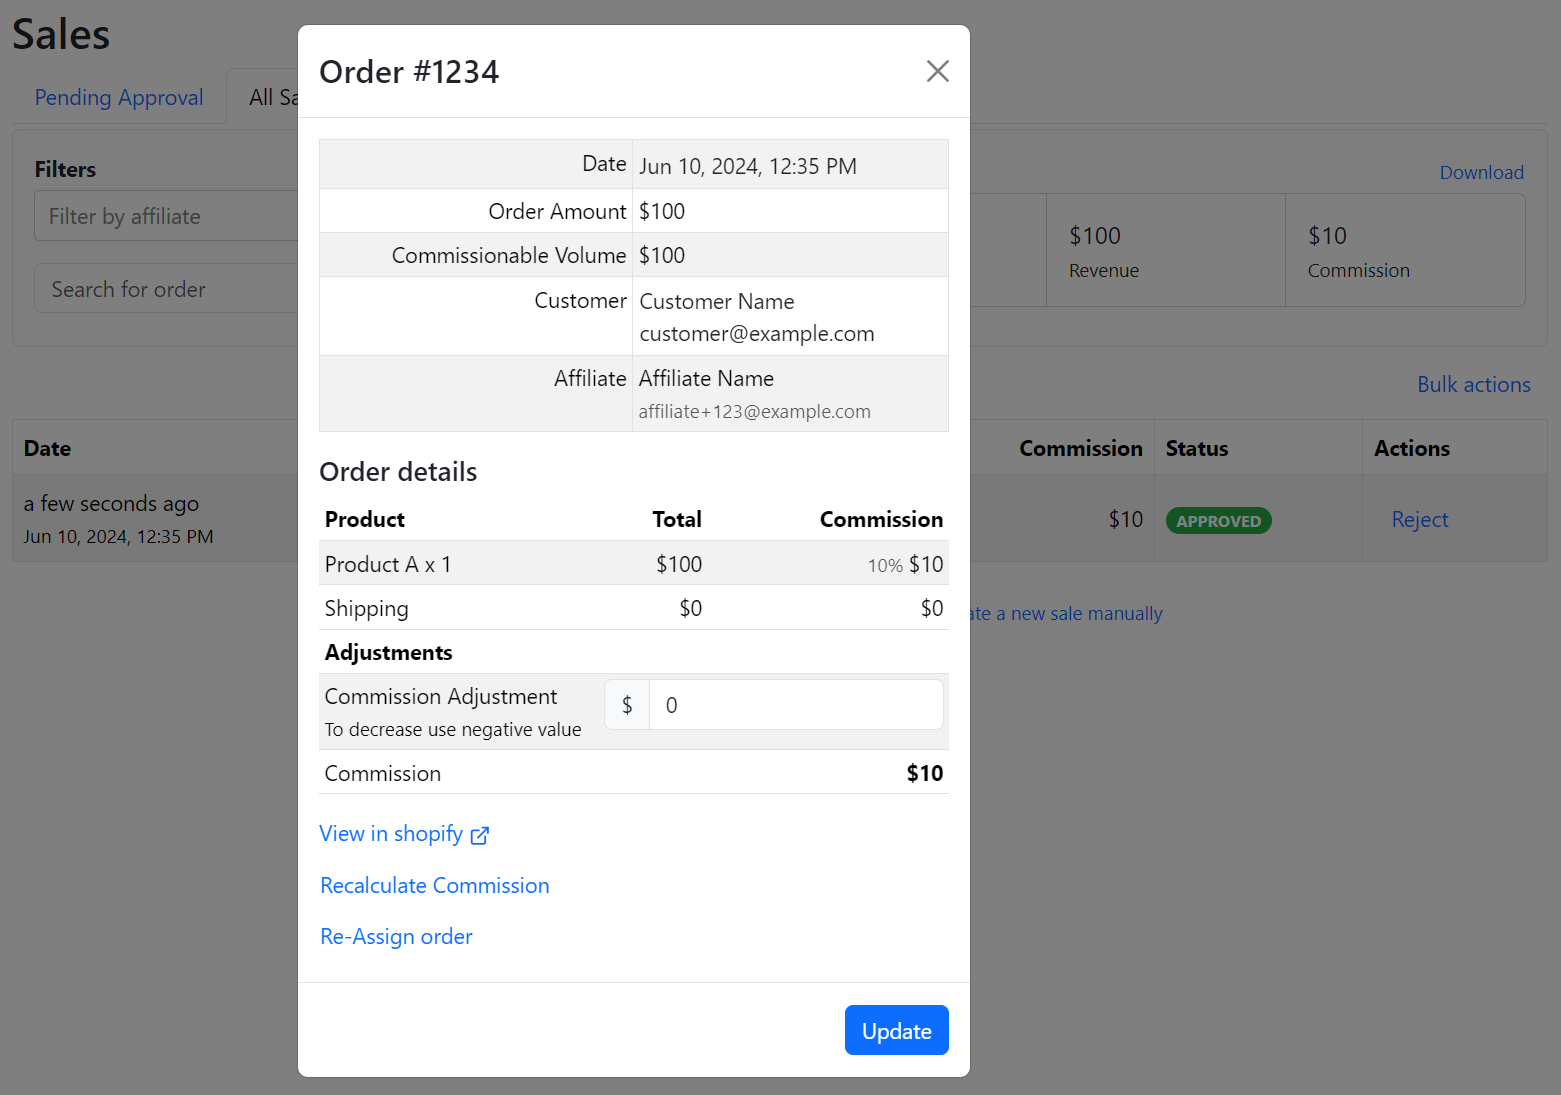 Sales
Pending Approval
All Sa
Filters
Filter by affiliate
Search for order
Download
$100
Revenue
$10
Commission
Bulk actions
Date
Commission
Status
Actions
a few seconds ago
Jun 10, 2024, 12:35 PM
$10
APPROVED
Reject
ate a new sale manually
Order #1234
Date Jun 10, 2024, 12:35 PM
Order Amount $100
Commissionable Volume $100
Customer Customer Name
customer@example.com
Affiliate Affiliate Name
affiliate+123@example.com
Order details
Product Total Commission
Product A x 1 $100 10% $10
Shipping $0 $0
Adjustments
Commission Adjustment $ 0
To decrease use negative value
Commission $10
View in shopify
Recalculate Commission
Re-Assign order
Update